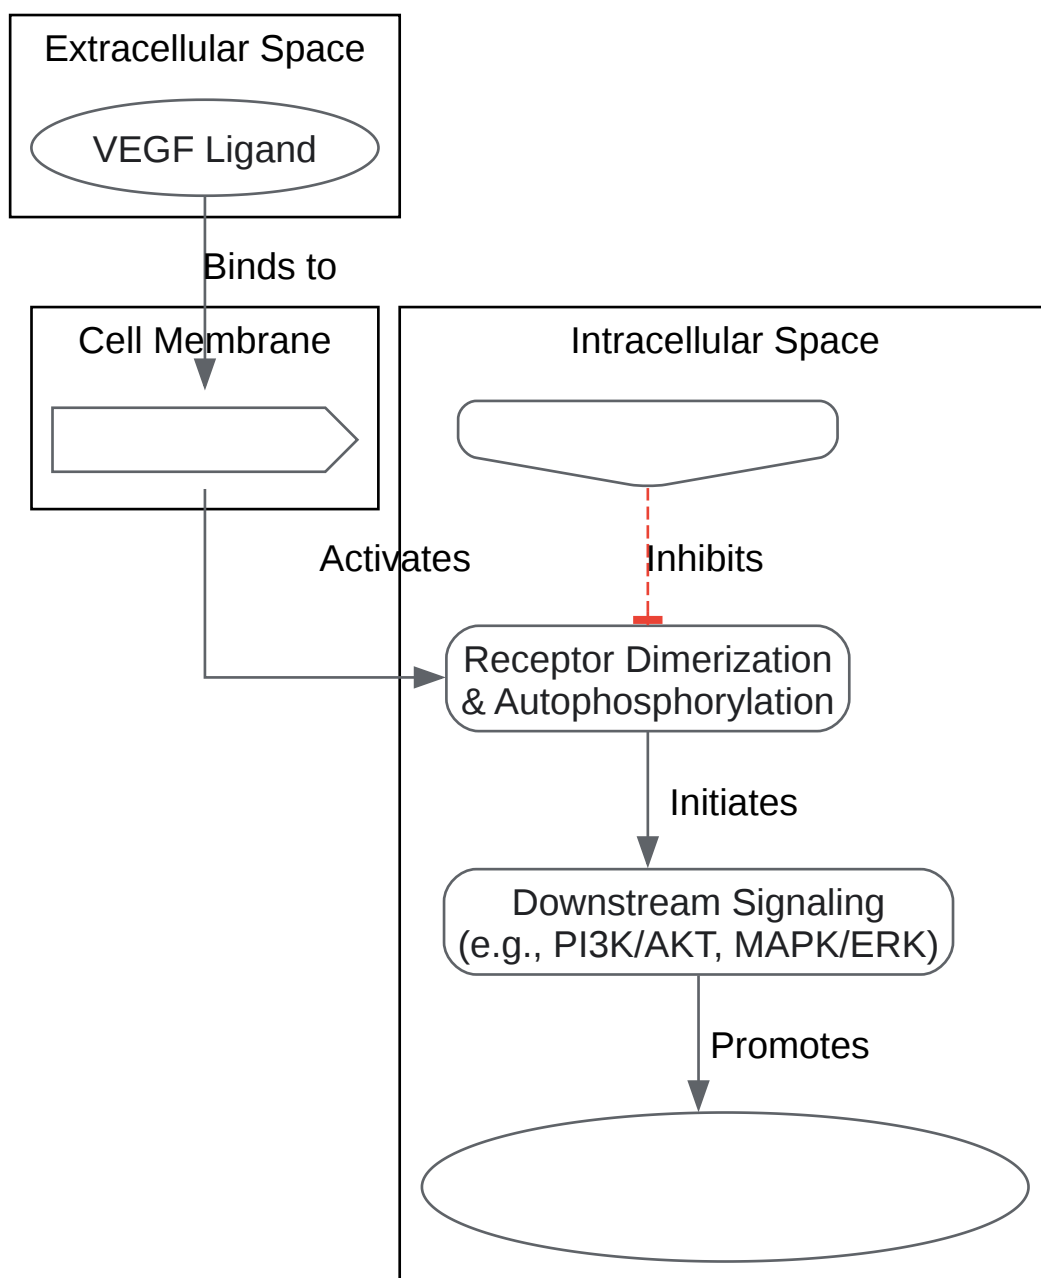 Extracellular Space
VEGF Ligand
Binds to
Cell Membrane
Intracellular Space
Activates
Inhibits
Receptor Dimerization
& Autophosphorylation
Initiates
Downstream Signaling
(e.g., PI3K/AKT, MAPK/ERK)
Promotes